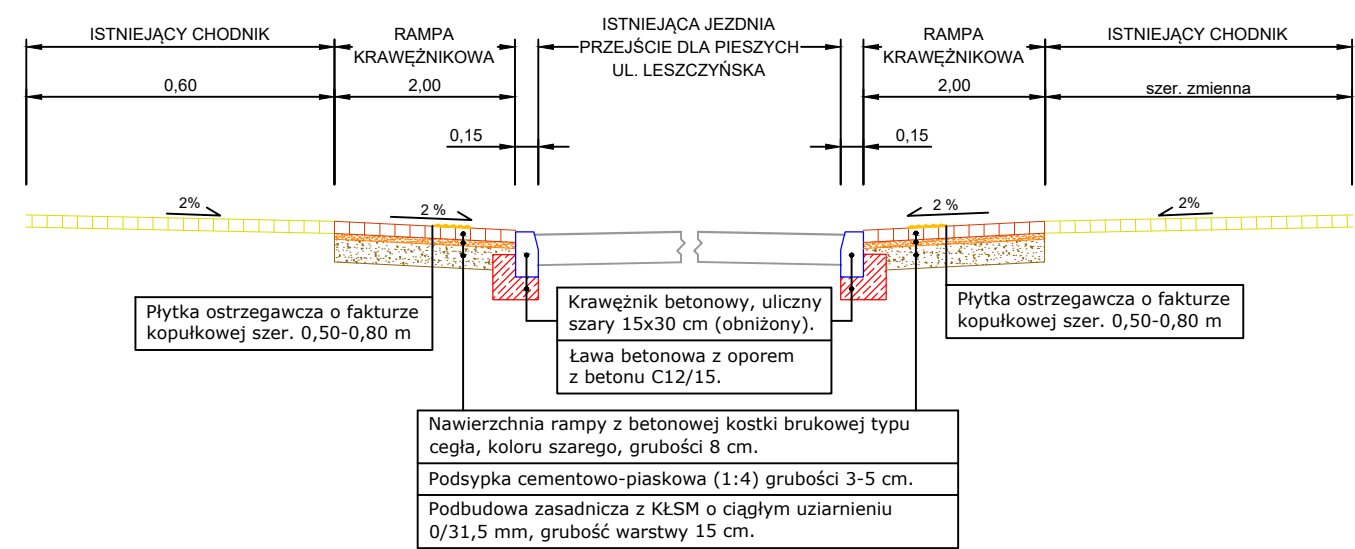 ISTNIEJĄCY CHODNIK
RAMPA
KRAWĘŻNIKOWA
ISTNIEJĄCA JEZDNIA
PRZEJŚCIE DLA PIESZYCH
UL. LESZCZYŃSKA
RAMPA
KRAWĘŻNIKOWA
ISTNIEJĄCY CHODNIK
0,60
2,00
2,00
szer. zmienna
0,15
0,15
2%
2 %
2 %
2%
Płytka ostrzegawcza o fakturze
kopułkowej szer. 0,50-0,80 m
Krawężnik betonowy, uliczny
szary 15x30 cm (obniżony).
Ława betonowa z oporem
z betonu C12/15.
Płytka ostrzegawcza o fakturze
kopułkowej szer. 0,50-0,80 m
Nawierzchnia rampy z betonowej kostki brukowej typu
cegła, koloru szarego, grubości 8 cm.
Podsypka cementowo-piaskowa (1:4) grubości 3-5 cm.
Podbudowa zasadnicza z KŁSM o ciągłym uziarnieniu
0/31,5 mm, grubość warstwy 15 cm.